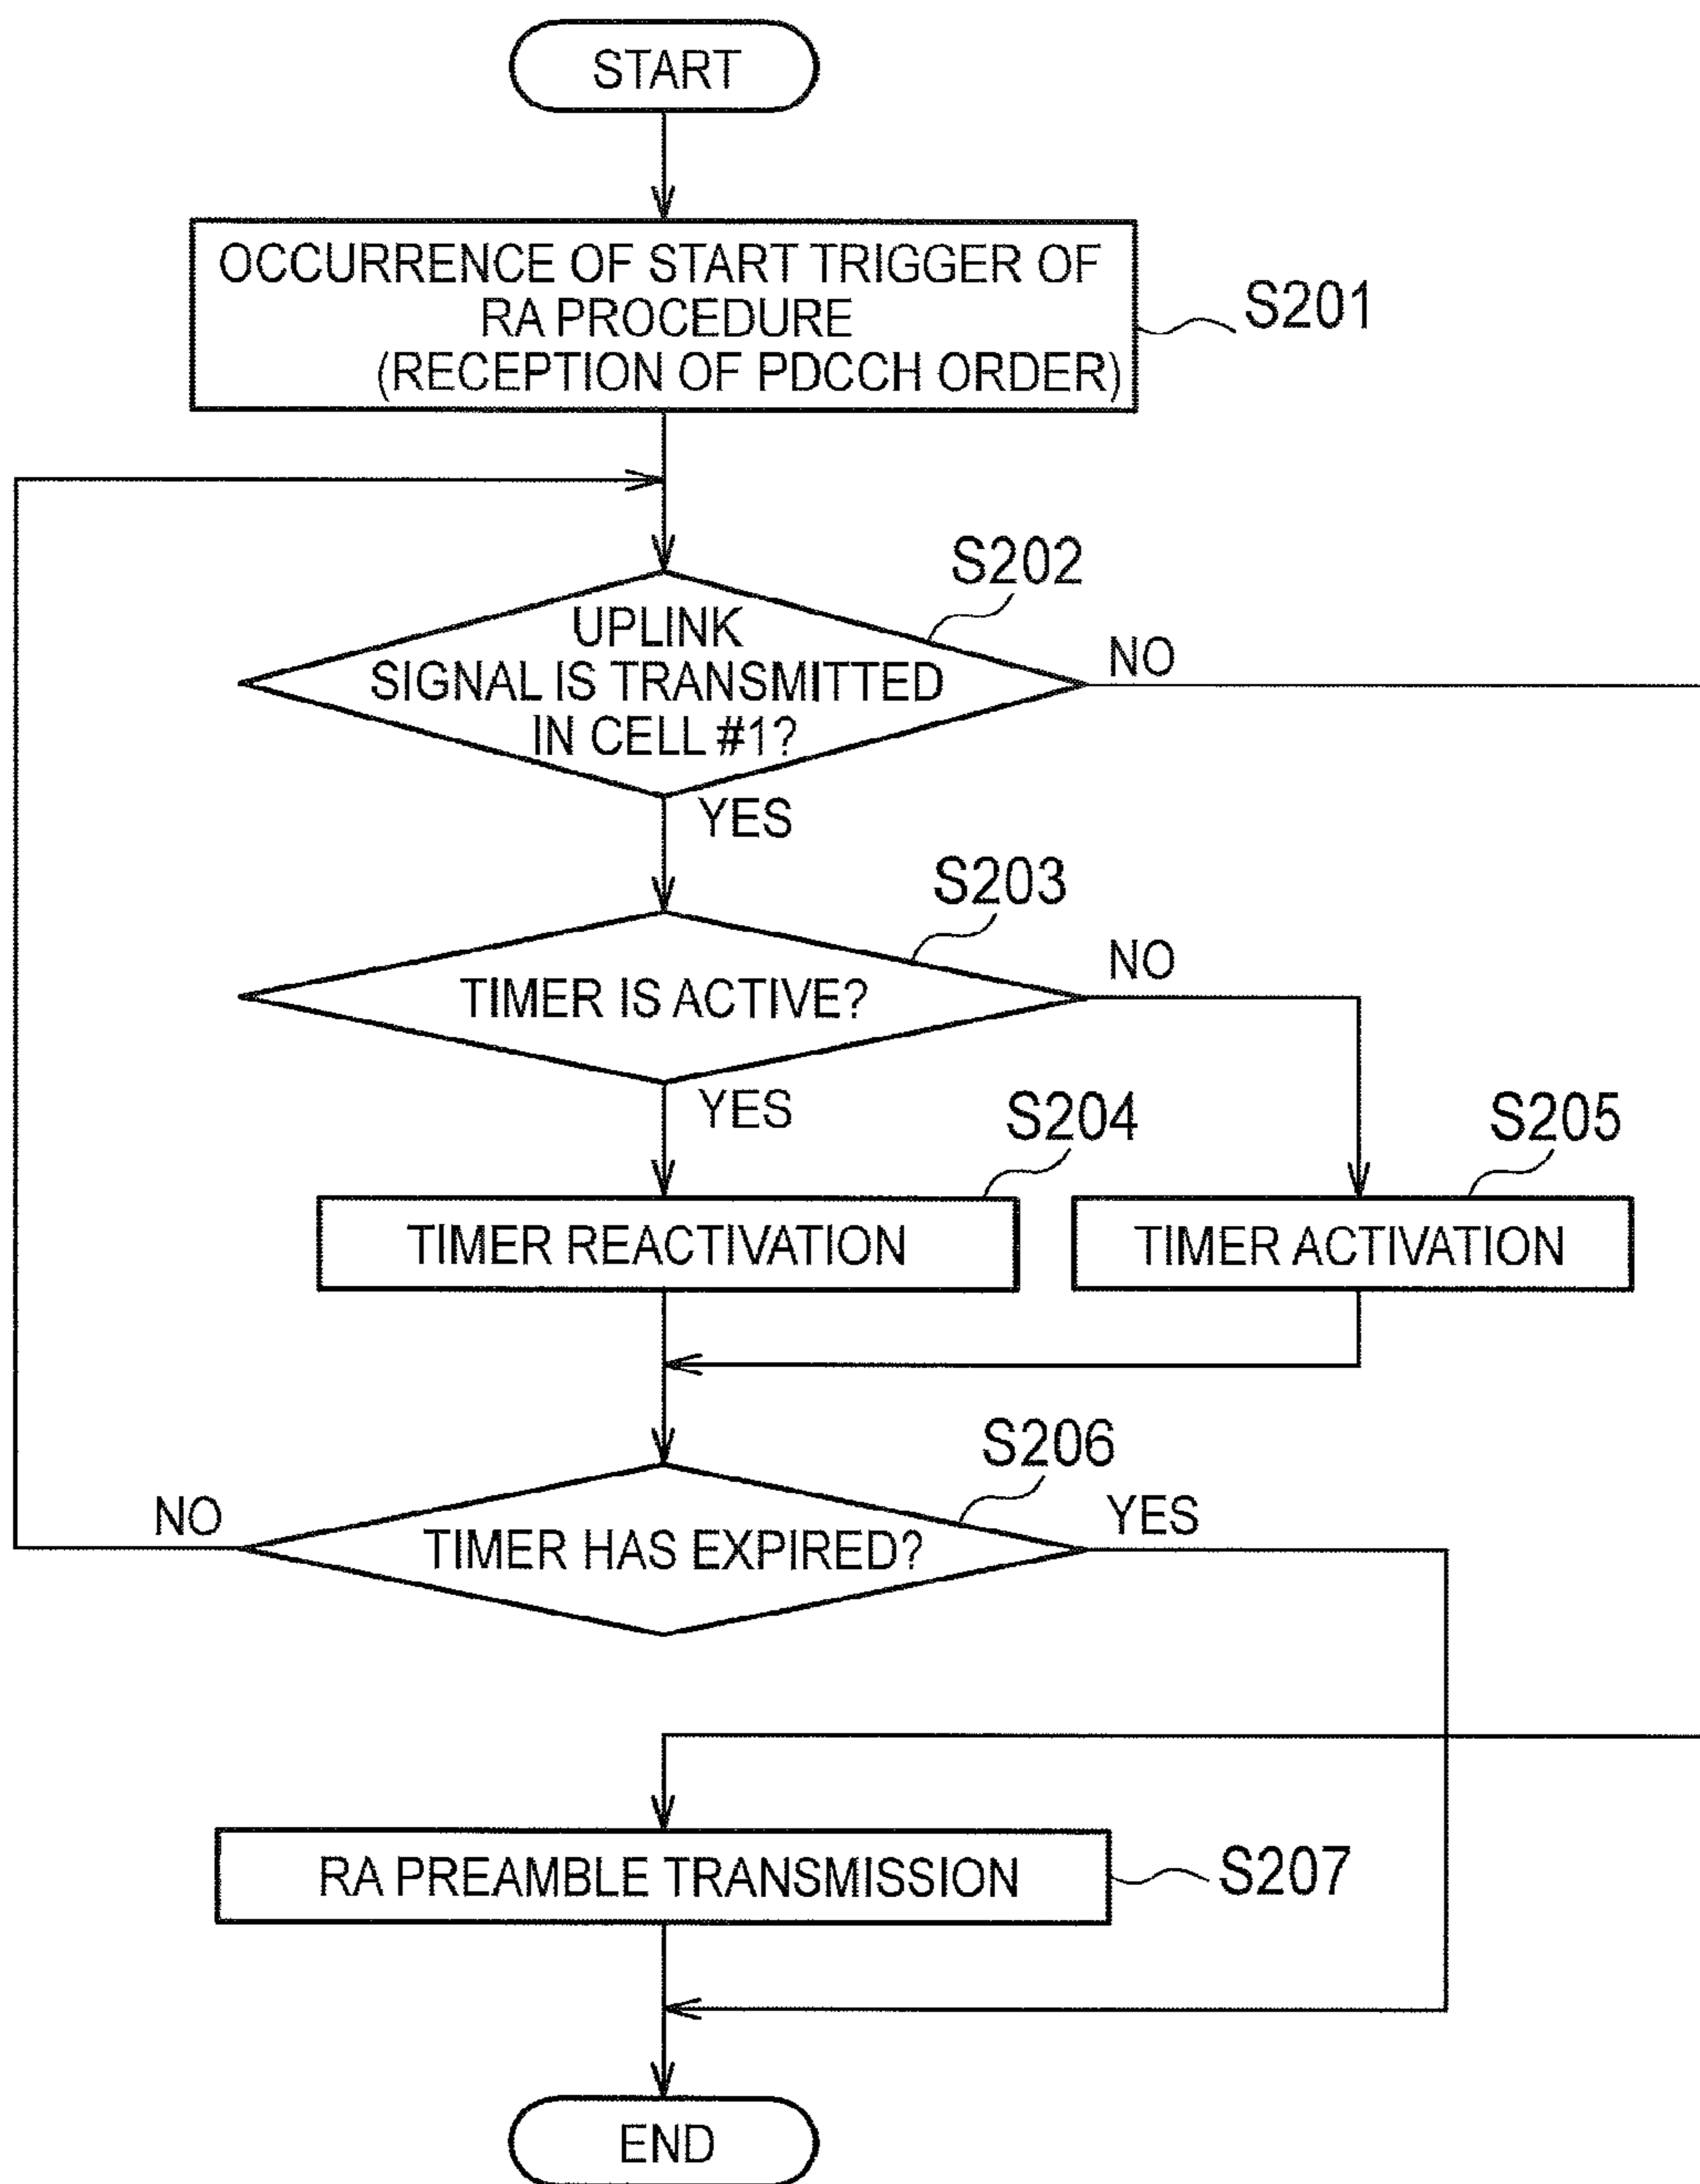 START
OCCURRENCE OF START TRIGGER OF
RA PROCEDURE
(RECEPTION OF PDCCH ORDER)
S201
S202
UPLINK
SIGNAL IS TRANSMITTED
IN CELL #1?
NO
YES
S203
TIMER IS ACTIVE?
NO
YES
S204
S205
TIMER REACTIVATION
TIMER ACTIVATION
S206
NO
TIMER HAS EXPIRED?
YES
RA PREAMBLE TRANSMISSION
S207
END